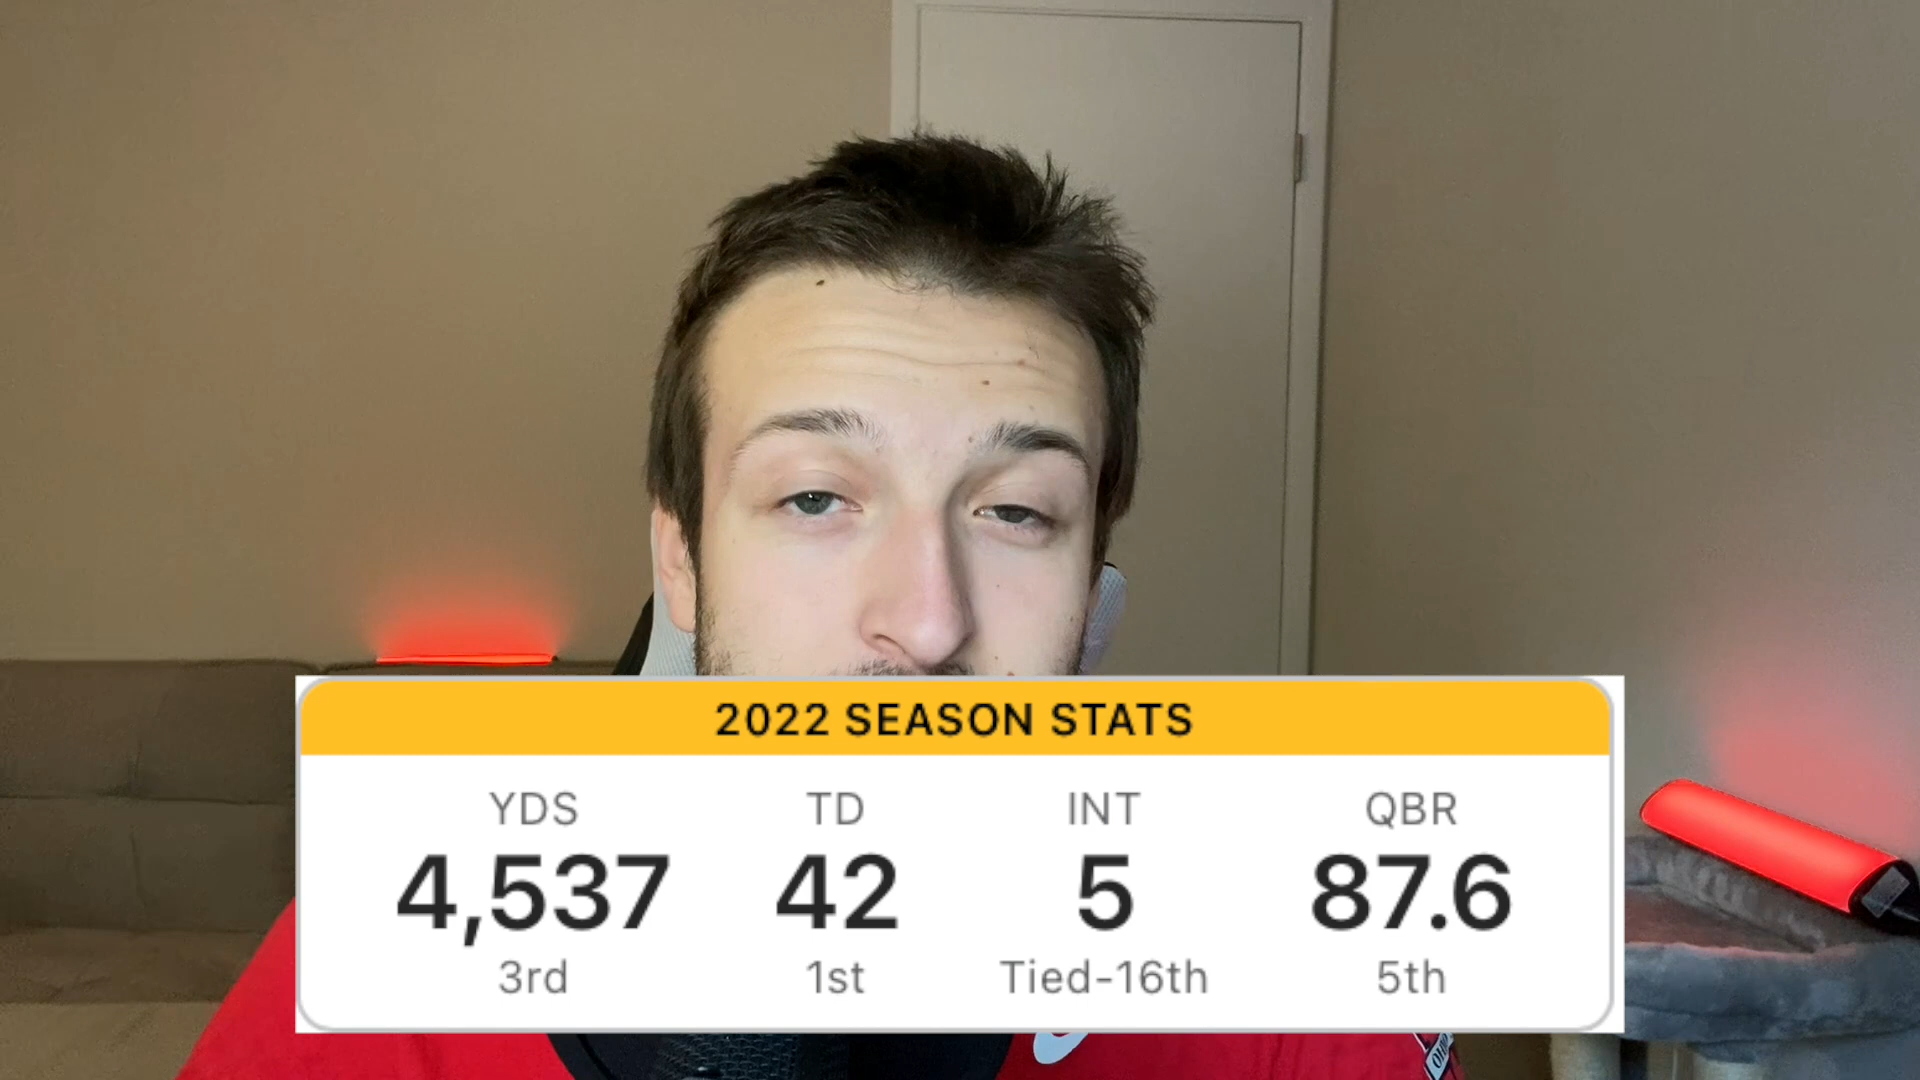 2022 SEASON STATS
YDS TD INT QBR
4,537 42 5 87.6
3rd 1st Tied-16th 5th